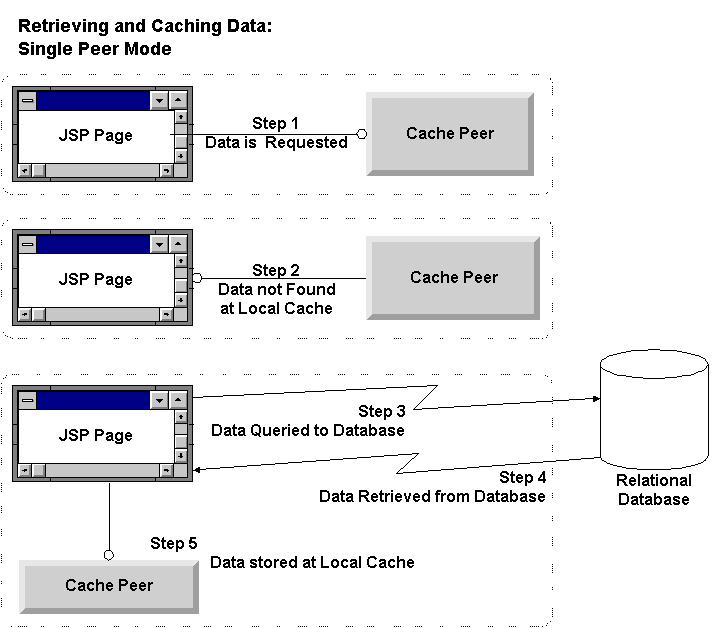 Retrieving and Caching Data:
Single Peer Mode
JSP Page
Step 1
Data is Requested
Cache Peer
JSP Page
Step 2
Data not Found
at Local Cache
Cache Peer
JSP Page
Step 3
Data Queried to Database
Step 4
Data Retrieved from Database
Relational
Database
Step 5
Data stored at Local Cache
Cache Peer